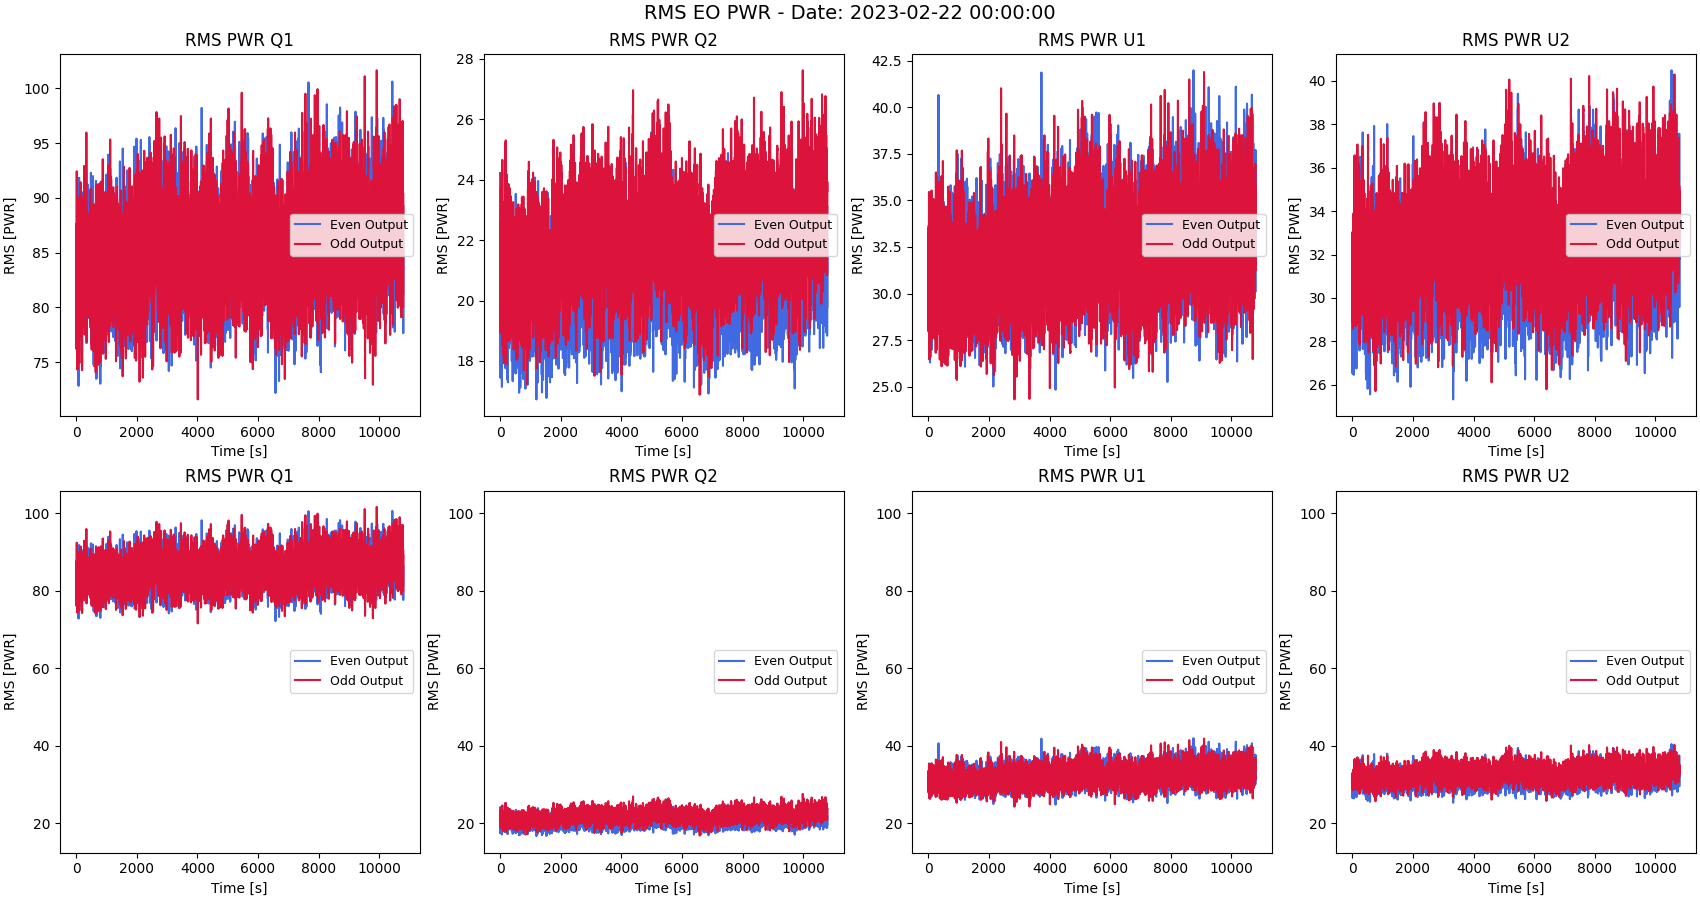 RMS EO PWR - Date: 2023-02-22 00:00:00
RMS PWR Q1
RMS [PWR]
100
95
90
85
80
75
Even Output
Odd Output
0 2000 4000 6000 8000 10000
Time [s]
RMS PWR Q2
RMS [PWR]
28
26
24
22
20
18
Even Output
Odd Output
0 2000 4000 6000 8000 10000
Time [s]
RMS PWR U1
RMS [PWR]
42.5
40.0
37.5
35.0
32.5
30.0
27.5
25.0
Even Output
Odd Output
0 2000 4000 6000 8000 10000
Time [s]
RMS PWR U2
RMS [PWR]
40
38
36
34
32
30
28
26
Even Output
Odd Output
0 2000 4000 6000 8000 10000
Time [s]
RMS PWR Q1
RMS [PWR]
100
80
60
40
20
Even Output
Odd Output
0 2000 4000 6000 8000 10000
Time [s]
RMS PWR Q2
RMS [PWR]
100
80
60
40
20
Even Output
Odd Output
0 2000 4000 6000 8000 10000
Time [s]
RMS PWR U1
RMS [PWR]
100
80
60
40
20
Even Output
Odd Output
0 2000 4000 6000 8000 10000
Time [s]
RMS PWR U2
RMS [PWR]
100
80
60
40
20
Even Output
Odd Output
0 2000 4000 6000 8000 10000
Time [s]